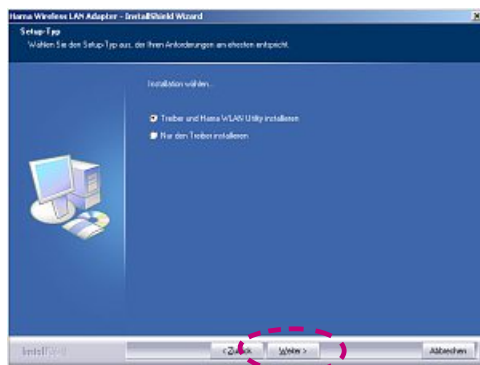 Hama Wireless LAN Adapter - InstallShield Wizard
Setup-Typ
Wählen Sie den Setup-Typ aus, der Ihren Anforderungen am ehesten entspricht.
Installation wählen...
Treiber und Hama WLAN Utility installieren
Nur den Treiber installieren
InstallShield
< Zurück
Weiter >
Abbrechen